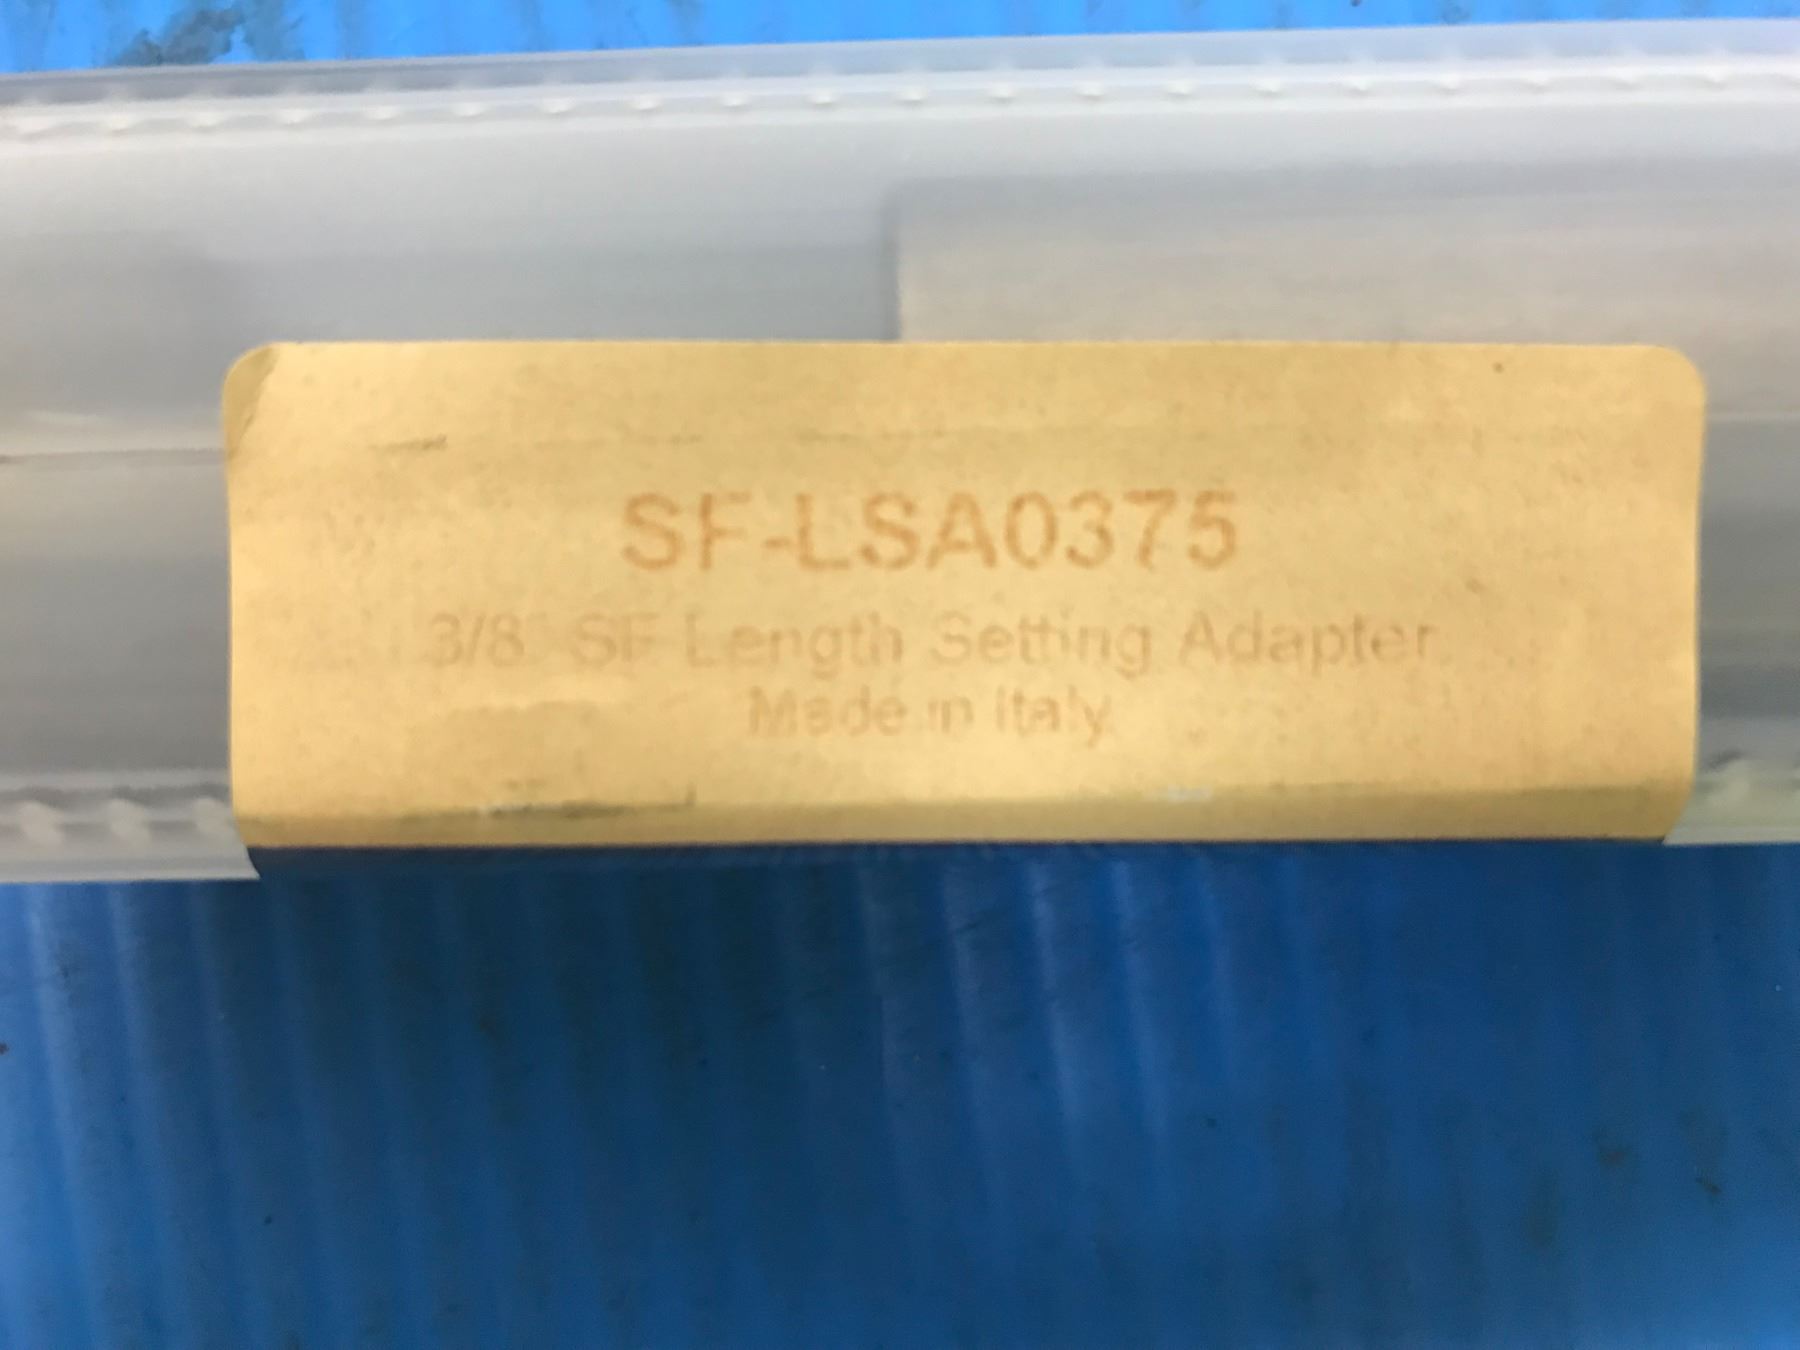 SF-LSA0375
3/8" SF Length Setting Adapter
Made in Italy